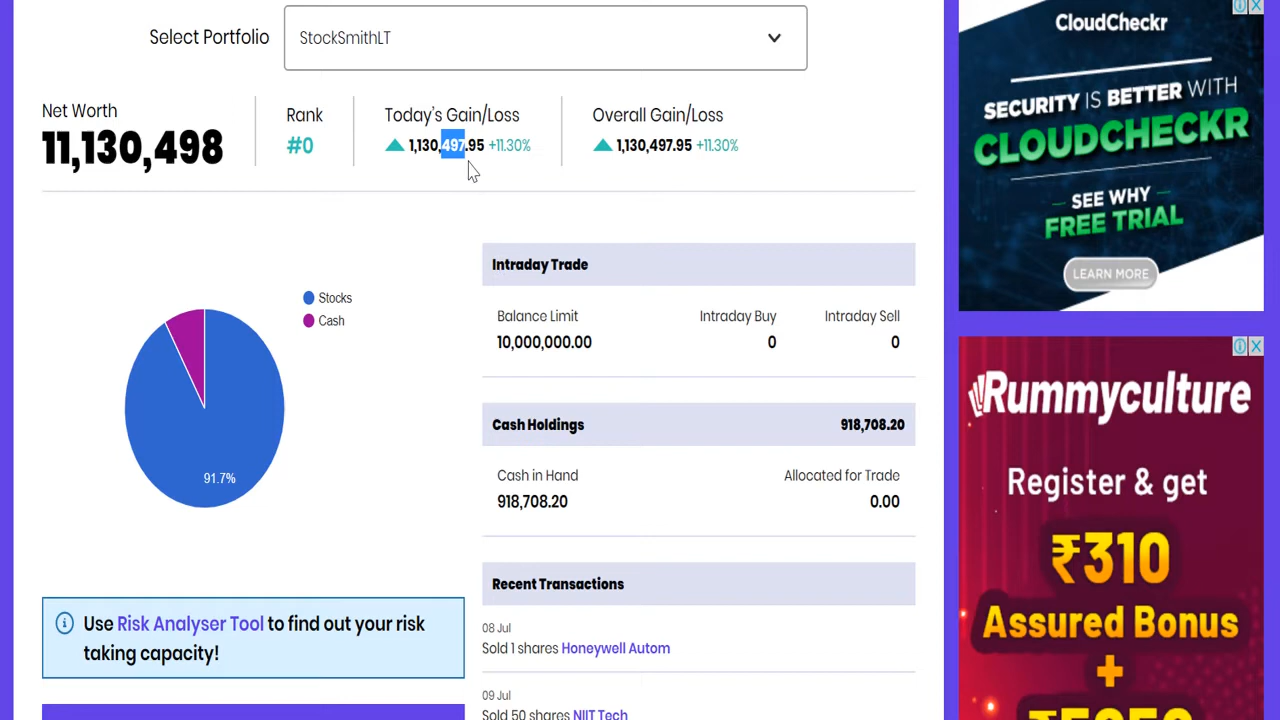 Select Portfolio
StockSmithLT
Net Worth
11,130,498
Rank
#0
Today's Gain/Loss
1,130,497.95 +11.30%
Overall Gain/Loss
1,130,497.95 +11.30%
Stocks
Cash
91.7%
Intraday Trade
Balance Limit
10,000,000.00
Intraday Buy
0
Intraday Sell
0
Cash Holdings
918,708.20
Cash in Hand
918,708.20
Allocated for Trade
0.00
Recent Transactions
08 Jul
Sold 1 shares Honeywell Autom
09 Jul
Sold 50 shares NIIT Tech
Use Risk Analyser Tool to find out your risk
taking capacity!
CloudCheckr
SECURITY IS BETTER WITH
CLOUDCHECKR
SEE WHY
FREE TRIAL
LEARN MORE
Rummyculture
Register & get
₹310
Assured Bonus
+